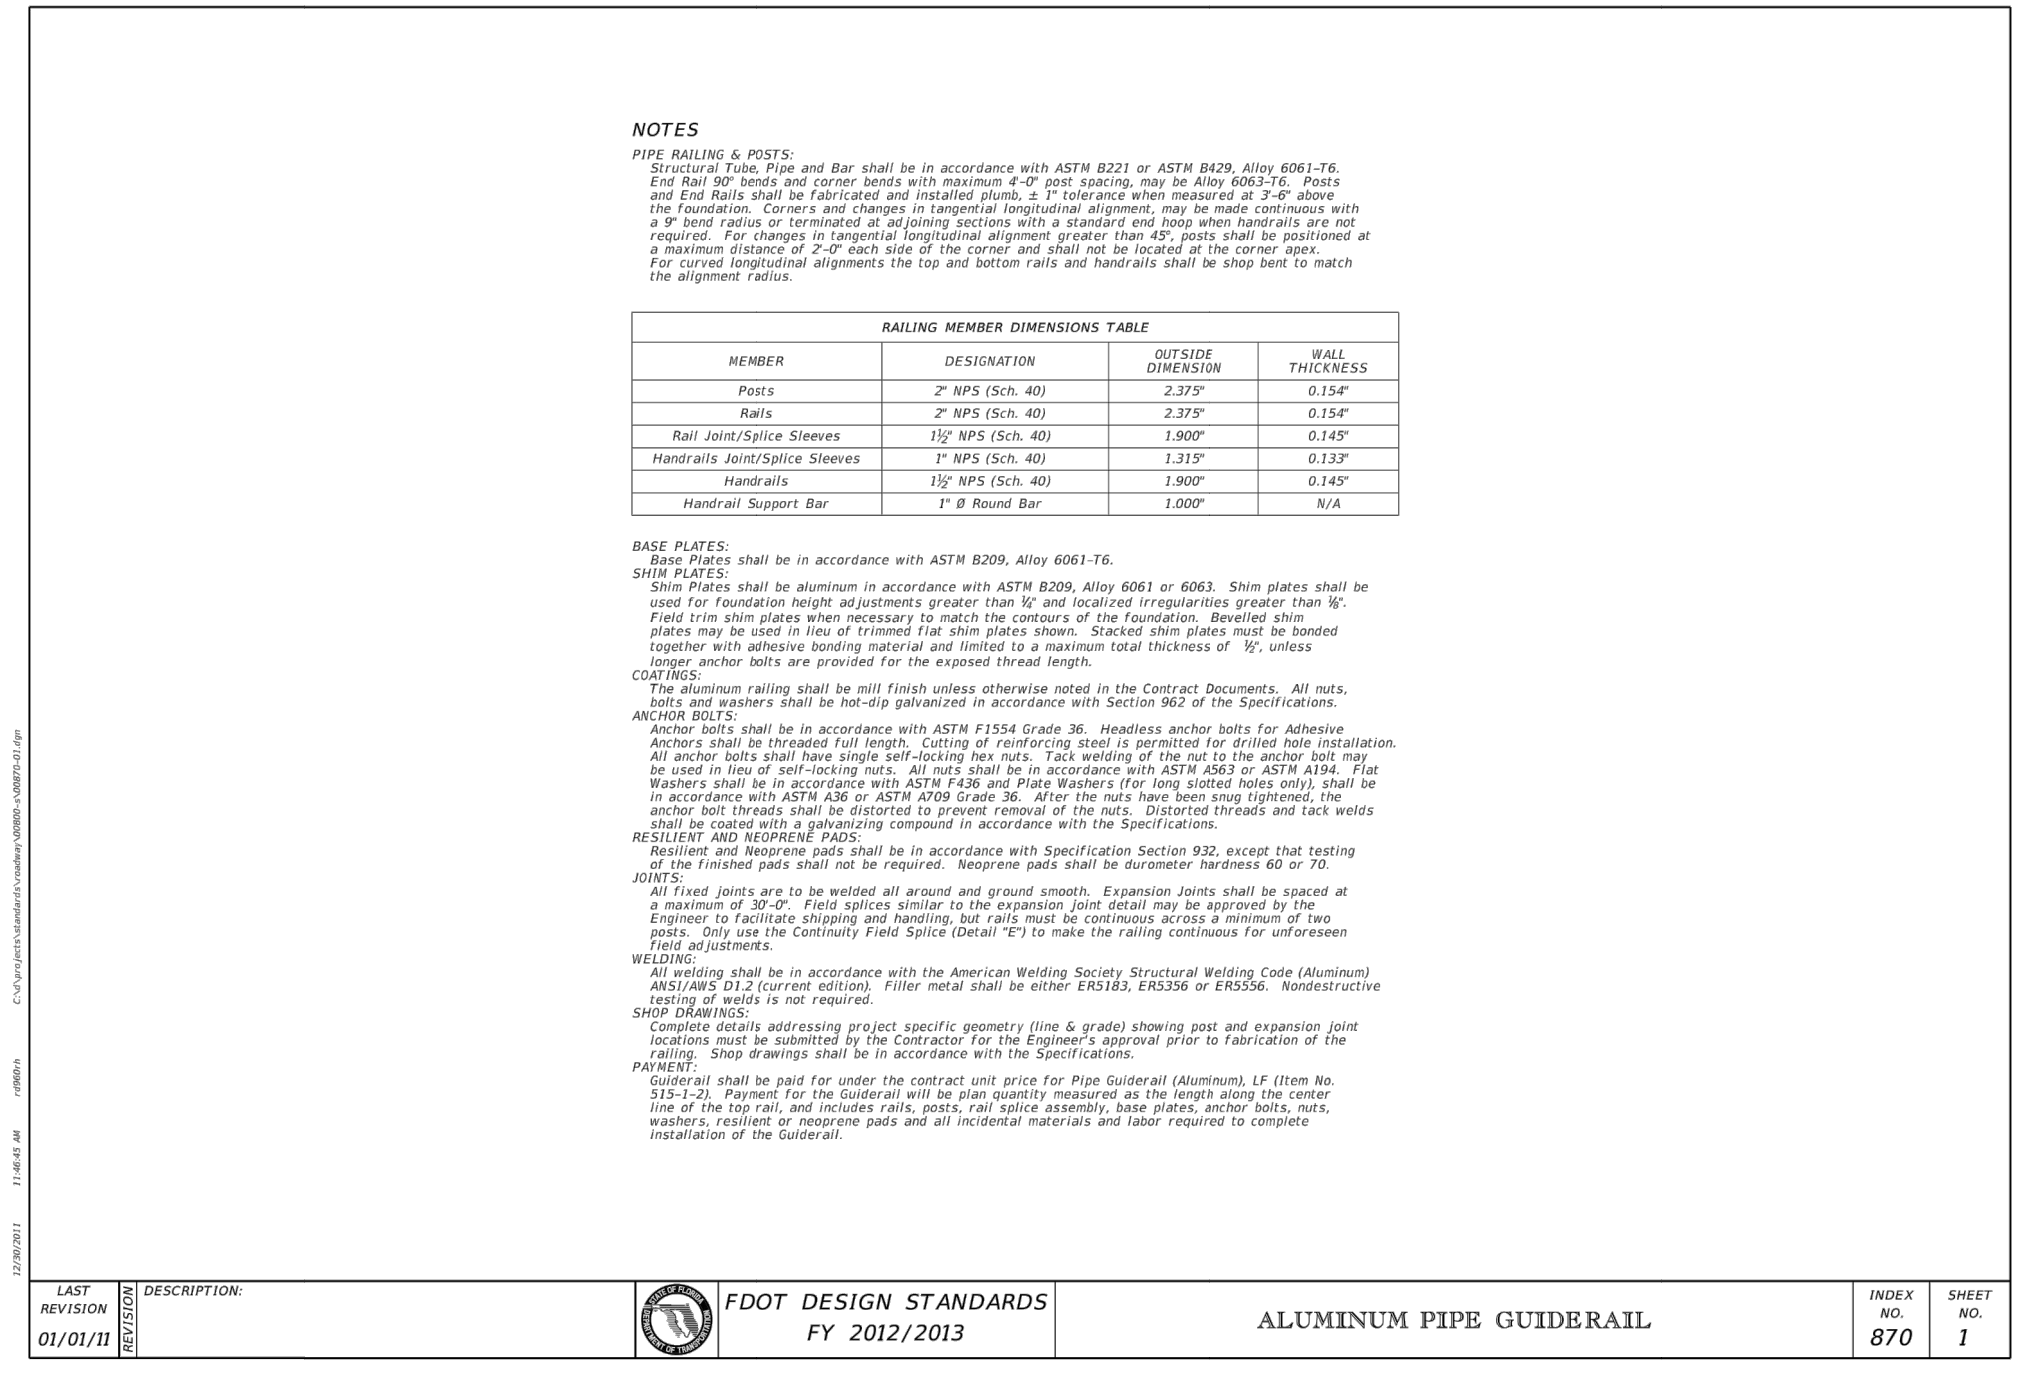 NOTES
PIPE RAILING & POSTS:
Structural Tube, Pipe and Bar shall be in accordance with ASTM B221 or ASTM B429, Alloy 6061-T6.
End Rail 90° bends and corner bends with maximum 4'-0" post spacing, may be Alloy 6063-T6. Posts
and End Rails shall be fabricated and installed plumb, ± 1" tolerance when measured at 3'-6" above
the foundation. Corners and changes in tangential longitudinal alignment, may be made continuous with
a 9" bend radius or terminated at adjoining sections with a standard end hoop when handrails are not
required. For changes in tangential longitudinal alignment greater than 45°, posts shall be positioned at
a maximum distance of 2'-0" each side of the corner and shall not be located at the corner apex.
For curved longitudinal alignments the top and bottom rails and handrails shall be shop bent to match
the alignment radius.
RAILING MEMBER DIMENSIONS TABLE
MEMBER DESIGNATION OUTSIDE DIMENSION WALL THICKNESS
Posts 2" NPS (Sch. 40) 2.375" 0.154"
Rails 2" NPS (Sch. 40) 2.375" 0.154"
Rail Joint/Splice Sleeves 1½" NPS (Sch. 40) 1.900" 0.145"
Handrails Joint/Splice Sleeves 1" NPS (Sch. 40) 1.315" 0.133"
Handrails 1½" NPS (Sch. 40) 1.900" 0.145"
Handrail Support Bar 1" Ø Round Bar 1.000" N/A
BASE PLATES:
Base Plates shall be in accordance with ASTM B209, Alloy 6061-T6.
SHIM PLATES:
Shim Plates shall be aluminum in accordance with ASTM B209, Alloy 6061 or 6063. Shim plates shall be
used for foundation height adjustments greater than ¼" and localized irregularities greater than ⅛".
Field trim shim plates when necessary to match the contours of the foundation. Bevelled shim
plates may be used in lieu of trimmed flat shim plates shown. Stacked shim plates must be bonded
together with adhesive bonding material and limited to a maximum total thickness of ½", unless
longer anchor bolts are provided for the exposed thread length.
COATINGS:
The aluminum railing shall be mill finish unless otherwise noted in the Contract Documents. All nuts,
bolts and washers shall be hot-dip galvanized in accordance with Section 962 of the Specifications.
ANCHOR BOLTS:
Anchor bolts shall be in accordance with ASTM F1554 Grade 36. Headless anchor bolts for Adhesive
Anchors shall be threaded full length. Cutting of reinforcing steel is permitted for drilled hole installation.
All anchor bolts shall have single self-locking hex nuts. Tack welding of the nut to the anchor bolt may
be used in lieu of self-locking nuts. All nuts shall be in accordance with ASTM A563 or ASTM A194. Flat
Washers shall be in accordance with ASTM F436 and Plate Washers (for long slotted holes only), shall be
in accordance with ASTM A36 or ASTM A709 Grade 36. After the nuts have been snug tightened, the
anchor bolt threads shall be distorted to prevent removal of the nuts. Distorted threads and tack welds
shall be coated with a galvanizing compound in accordance with the Specifications.
RESILIENT AND NEOPRENE PADS:
Resilient and Neoprene pads shall be in accordance with Specification Section 932, except that testing
of the finished pads shall not be required. Neoprene pads shall be durometer hardness 60 or 70.
JOINTS:
All fixed joints are to be welded all around and ground smooth. Expansion Joints shall be spaced at
a maximum of 30'-0". Field splices similar to the expansion joint detail may be approved by the
Engineer to facilitate shipping and handling, but rails must be continuous across a minimum of two
posts. Only use the Continuity Field Splice (Detail "E") to make the railing continuous for unforeseen
field adjustments.
WELDING:
All welding shall be in accordance with the American Welding Society Structural Welding Code (Aluminum)
ANSI/AWS D1.2 (current edition). Filler metal shall be either ER5183, ER5356 or ER5556. Nondestructive
testing of welds is not required.
SHOP DRAWINGS:
Complete details addressing project specific geometry (line & grade) showing post and expansion joint
locations must be submitted by the Contractor for the Engineer's approval prior to fabrication of the
railing. Shop drawings shall be in accordance with the Specifications.
PAYMENT:
Guiderail shall be paid for under the contract unit price for Pipe Guiderail (Aluminum), LF (Item No.
515-1-2). Payment for the Guiderail will be plan quantity measured as the length along the center
line of the top rail, and includes rails, posts, rail splice assembly, base plates, anchor bolts, nuts,
washers, resilient or neoprene pads and all incidental materials and labor required to complete
installation of the Guiderail.
12/30/2011 11:46:45 AM rd960rh C:\d\projects\standards\roadway\00800-s\00870-01.dgn
LAST
REVISION
01/01/11
REVISION
DESCRIPTION:
STATE OF FLORIDA
DEPARTMENT OF TRANSPORTATION
FDOT DESIGN STANDARDS
FY 2012/2013
ALUMINUM PIPE GUIDERAIL
INDEX
NO.
870
SHEET
NO.
1